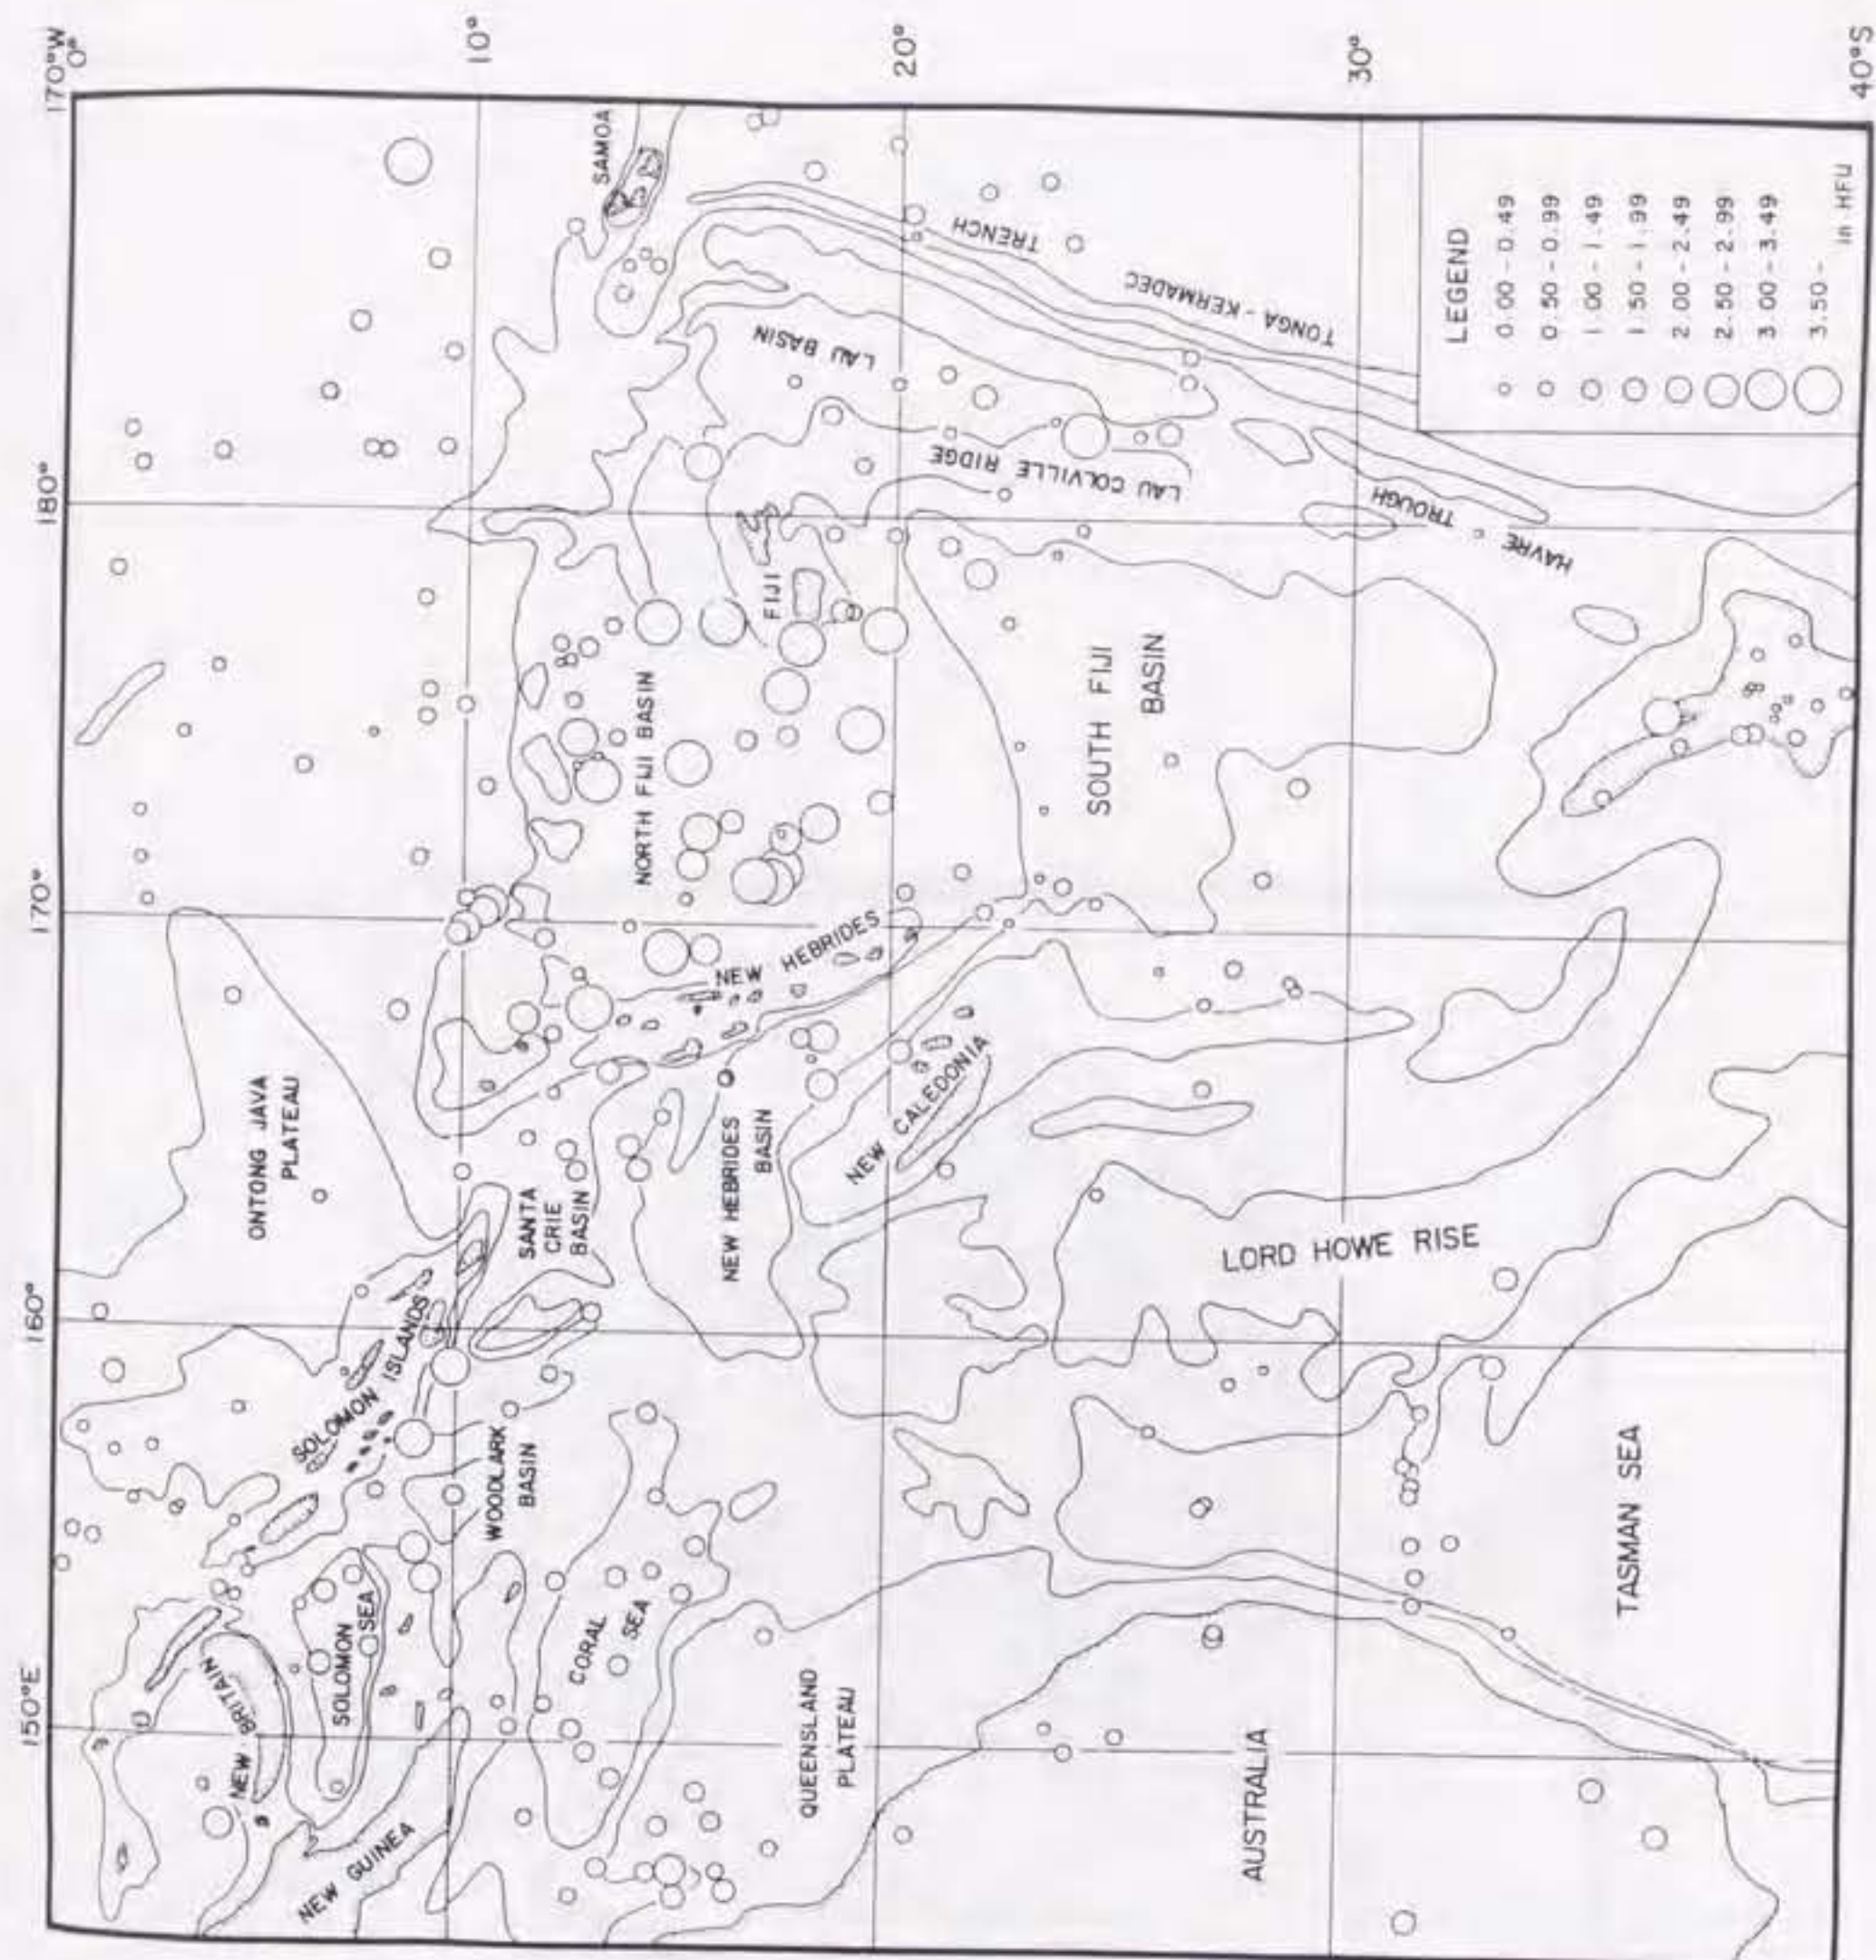 170°W
0°
10°
20°
30°
40°S
180°
170°
160°
150°E
SAMOA
TRENCH
TONGA - KERMADEC
LAU BASIN
LAU COLVILLE RIDGE
HAVRE TROUGH
FIJI
NORTH FIJI BASIN
SOUTH FIJI
BASIN
NEW HEBRIDES
ONTONG JAVA
PLATEAU
SANTA
CRIE
BASIN
NEW HEBRIDES
BASIN
NEW CALEDONIA
LORD HOWE RISE
SOLOMON ISLANDS
WOODLARK
BASIN
TASMAN SEA
NEW BRITAIN
SOLOMON
SEA
CORAL
SEA
NEW GUINEA
QUEENSLAND
PLATEAU
AUSTRALIA
LEGEND
0.00 - 0.49
0.50 - 0.99
1.00 - 1.49
1.50 - 1.99
2.00 - 2.49
2.50 - 2.99
3.00 - 3.49
3.50 -
in HFU